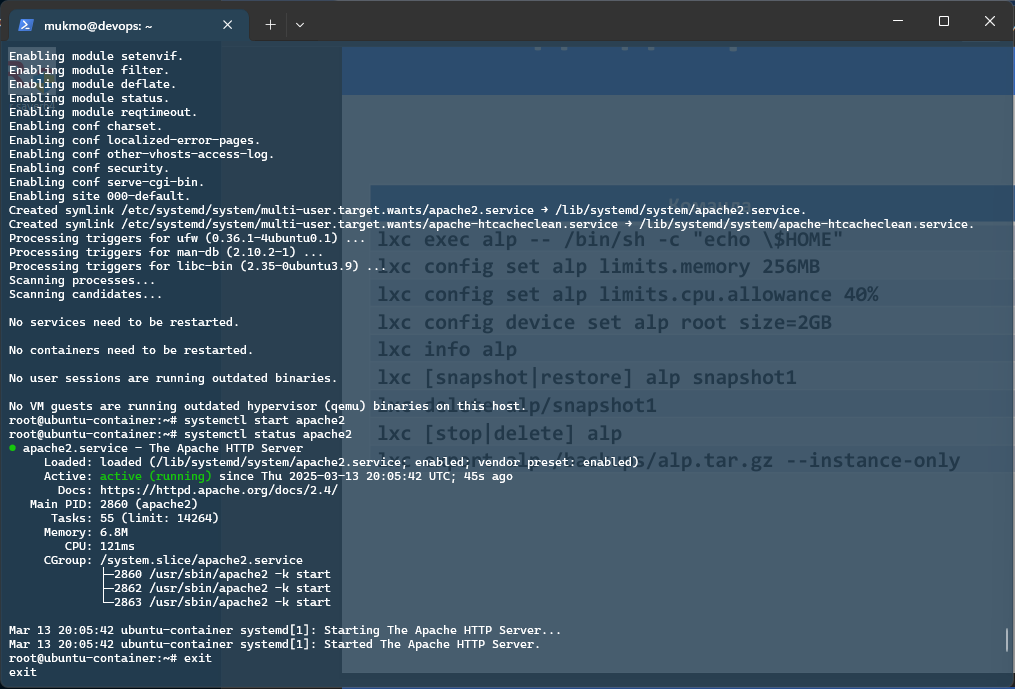 mukmo@devops: ~
Enabling module setenvif.
Enabling module filter.
Enabling module deflate.
Enabling module status.
Enabling module reqtimeout.
Enabling conf charset.
Enabling conf localized-error-pages.
Enabling conf other-vhosts-access-log.
Enabling conf security.
Enabling conf serve-cgi-bin.
Enabling site 000-default.
Created symlink /etc/systemd/system/multi-user.target.wants/apache2.service → /lib/systemd/system/apache2.service.
Created symlink /etc/systemd/system/multi-user.target.wants/apache-htcacheclean.service → /lib/systemd/system/apache-htcacheclean.service.
Processing triggers for ufw (0.36.1-4ubuntu0.1) ...
Processing triggers for man-db (2.10.2-1) ...
Processing triggers for libc-bin (2.35-0ubuntu3.9) ...
Scanning processes...
Scanning candidates...
No services need to be restarted.
No containers need to be restarted.
No user sessions are running outdated binaries.
No VM guests are running outdated hypervisor (qemu) binaries on this host.
root@ubuntu-container:~# systemctl start apache2
root@ubuntu-container:~# systemctl status apache2
● apache2.service - The Apache HTTP Server
Loaded: loaded (/lib/systemd/system/apache2.service; enabled; vendor preset: enabled)
Active: active (running) since Thu 2025-03-13 20:05:42 UTC; 45s ago
Docs: https://httpd.apache.org/docs/2.4/
Main PID: 2860 (apache2)
Tasks: 55 (limit: 14264)
Memory: 6.8M
CPU: 121ms
CGroup: /system.slice/apache2.service
├─2860 /usr/sbin/apache2 -k start
├─2862 /usr/sbin/apache2 -k start
└─2863 /usr/sbin/apache2 -k start
Mar 13 20:05:42 ubuntu-container systemd[1]: Starting The Apache HTTP Server...
Mar 13 20:05:42 ubuntu-container systemd[1]: Started The Apache HTTP Server.
root@ubuntu-container:~# exit
exit
Команда
lxc exec alp -- /bin/sh -c "echo \$HOME"
lxc config set alp limits.memory 256MB
lxc config set alp limits.cpu.allowance 40%
lxc config device set alp root size=2GB
lxc info alp
lxc [snapshot|restore] alp snapshot1
lxc delete alp/snapshot1
lxc [stop|delete] alp
lxc export alp /backups/alp.tar.gz --instance-only